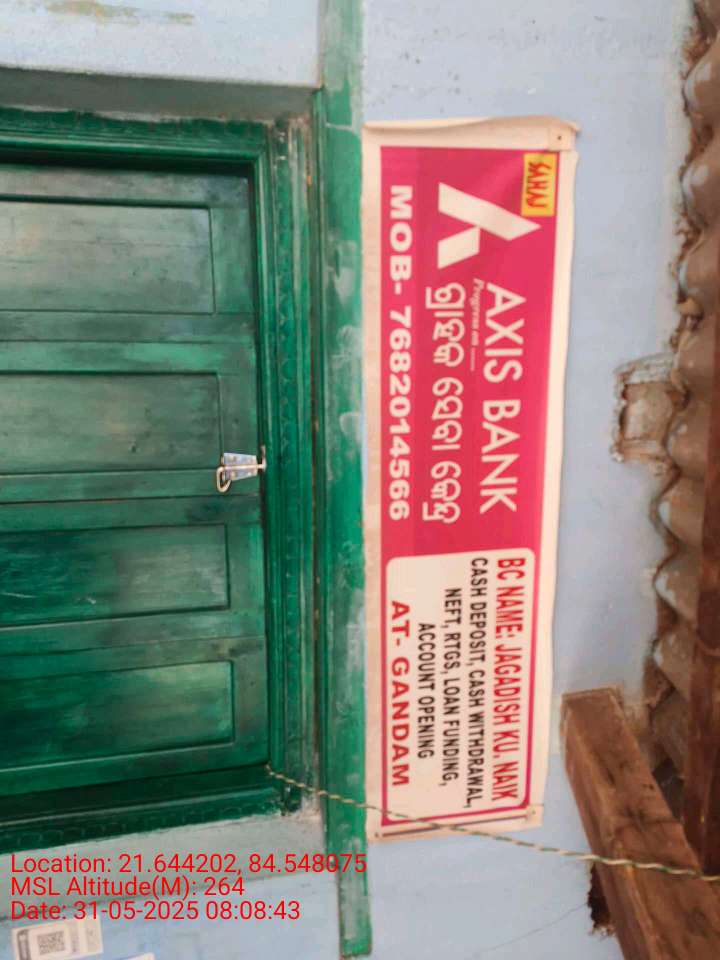 SAHAJ
AXIS BANK
Progress on
ଗ୍ରାହକ ସେବା କେନ୍ଦ୍ର
MOB- 7682014566
BC NAME: JAGADISH KU. NAIK
CASH DEPOSIT, CASH WITHDRAWAL,
NEFT, RTGS, LOAN FUNDING,
ACCOUNT OPENING
AT- GANDAM
Location: 21.644202, 84.548075
MSL Altitude(M): 264
Date: 31-05-2025 08:08:43